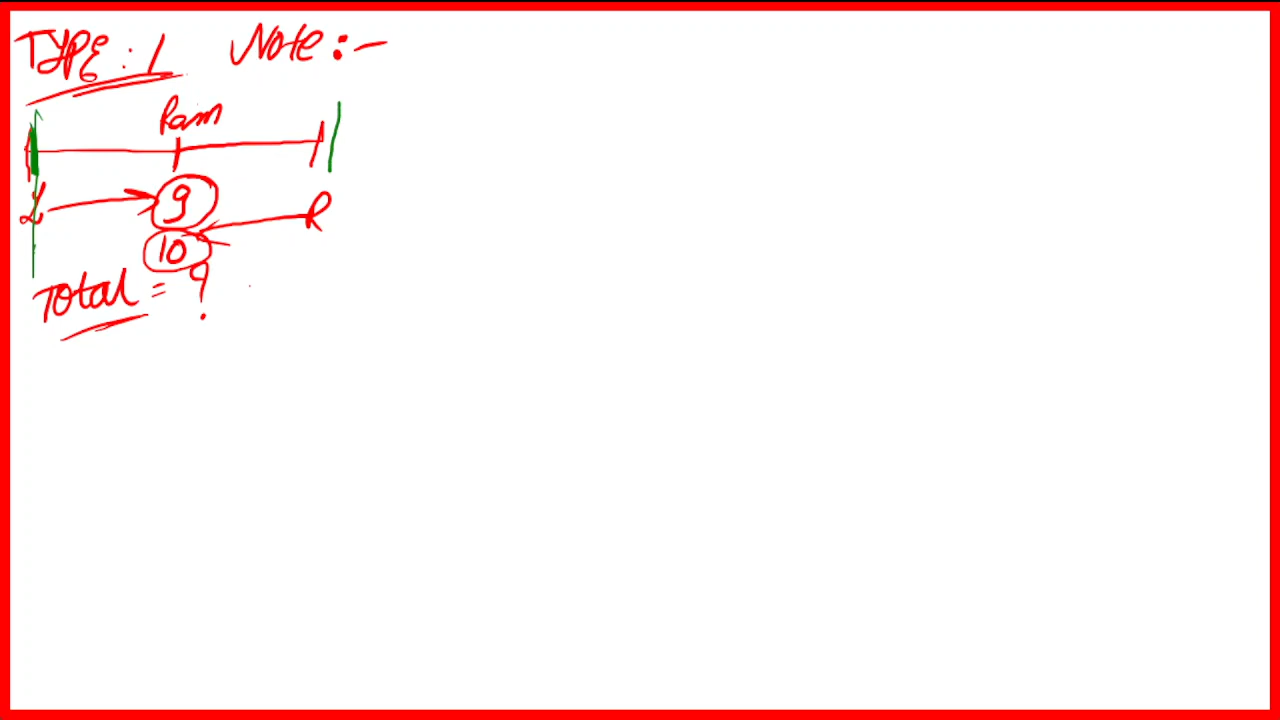 TYPE : 1 Note :-
Ram
L 9 R
10
Total = ?